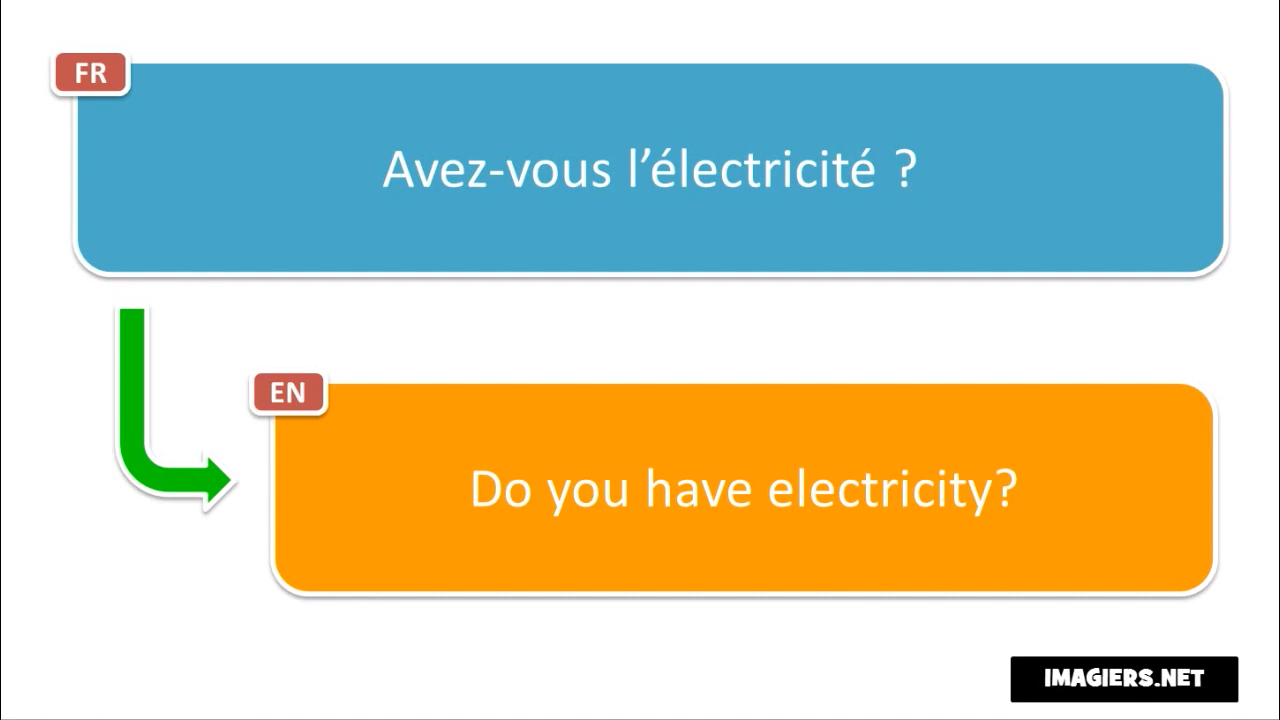 FR
Avez-vous l’électricité ?
EN
Do you have electricity?
IMAGIERS.NET